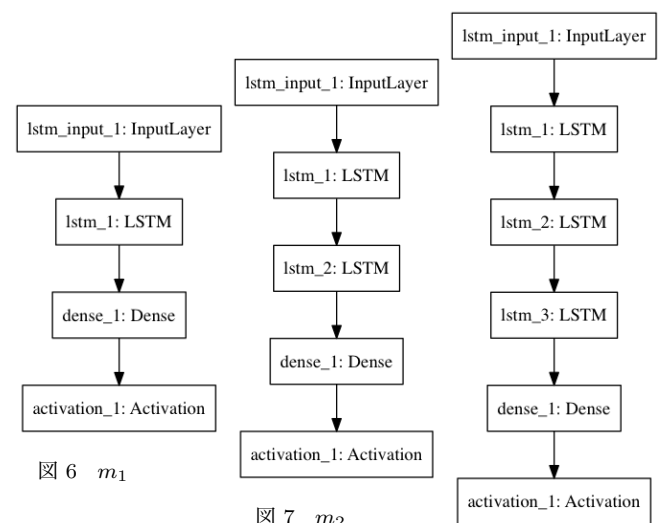 lstm_input_1: InputLayer
lstm_1: LSTM
dense_1: Dense
activation_1: Activation
図 6 m1
lstm_input_1: InputLayer
lstm_1: LSTM
lstm_2: LSTM
dense_1: Dense
activation_1: Activation
図 7 m2
lstm_input_1: InputLayer
lstm_1: LSTM
lstm_2: LSTM
lstm_3: LSTM
dense_1: Dense
activation_1: Activation